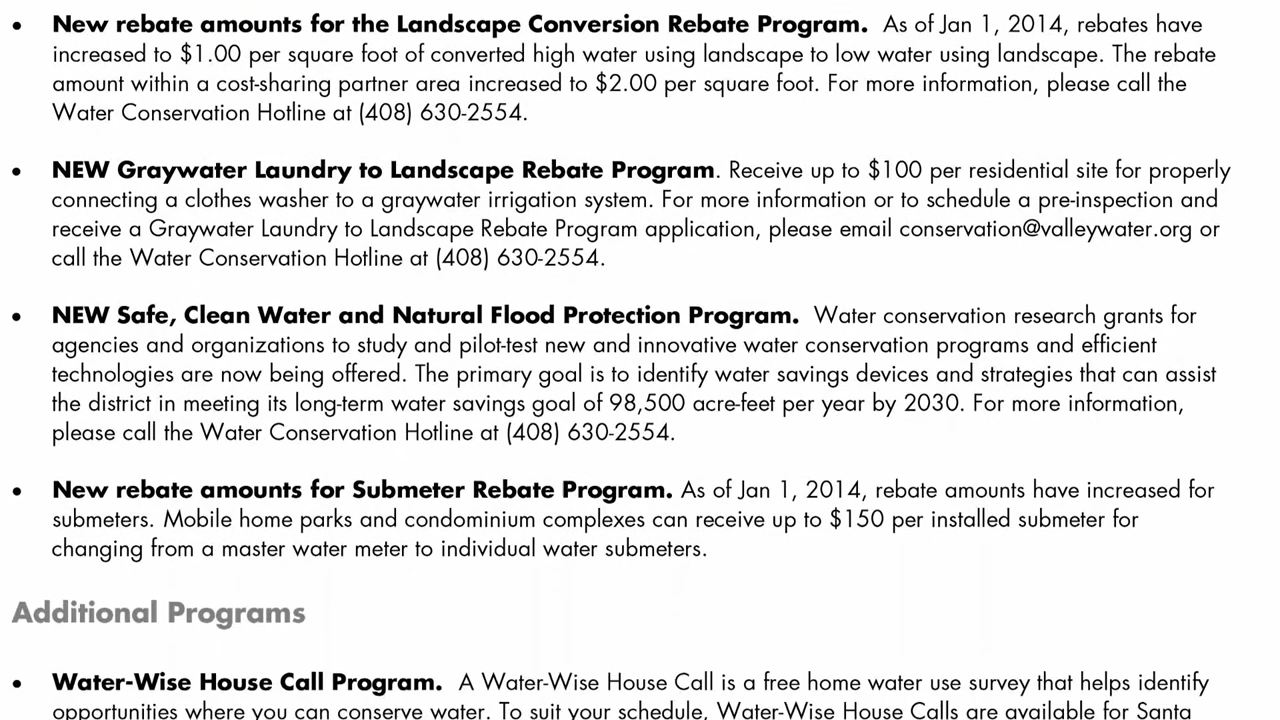 • New rebate amounts for the Landscape Conversion Rebate Program. As of Jan 1, 2014, rebates have
increased to $1.00 per square foot of converted high water using landscape to low water using landscape. The rebate
amount within a cost-sharing partner area increased to $2.00 per square foot. For more information, please call the
Water Conservation Hotline at (408) 630-2554.
• NEW Graywater Laundry to Landscape Rebate Program. Receive up to $100 per residential site for properly
connecting a clothes washer to a graywater irrigation system. For more information or to schedule a pre-inspection and
receive a Graywater Laundry to Landscape Rebate Program application, please email conservation@valleywater.org or
call the Water Conservation Hotline at (408) 630-2554.
• NEW Safe, Clean Water and Natural Flood Protection Program. Water conservation research grants for
agencies and organizations to study and pilot-test new and innovative water conservation programs and efficient
technologies are now being offered. The primary goal is to identify water savings devices and strategies that can assist
the district in meeting its long-term water savings goal of 98,500 acre-feet per year by 2030. For more information,
please call the Water Conservation Hotline at (408) 630-2554.
• New rebate amounts for Submeter Rebate Program. As of Jan 1, 2014, rebate amounts have increased for
submeters. Mobile home parks and condominium complexes can receive up to $150 per installed submeter for
changing from a master water meter to individual water submeters.
Additional Programs
• Water-Wise House Call Program. A Water-Wise House Call is a free home water use survey that helps identify
opportunities where you can conserve water. To suit your schedule, Water-Wise House Calls are available for Santa